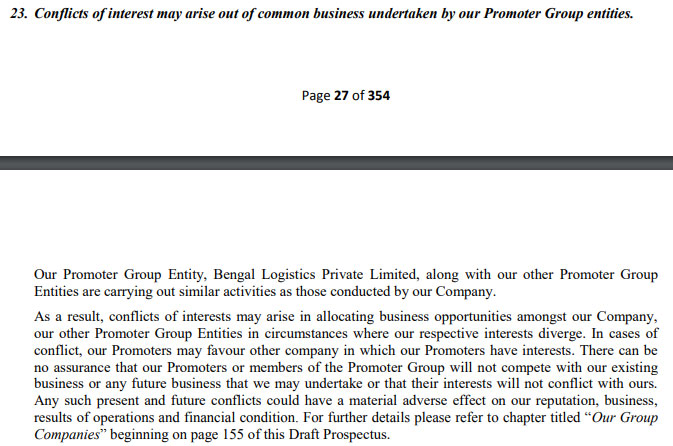 23. Conflicts of interest may arise out of common business undertaken by our Promoter Group entities.
Page 27 of 354
Our Promoter Group Entity, Bengal Logistics Private Limited, along with our other Promoter Group
Entities are carrying out similar activities as those conducted by our Company.
As a result, conflicts of interests may arise in allocating business opportunities amongst our Company,
our other Promoter Group Entities in circumstances where our respective interests diverge. In cases of
conflict, our Promoters may favour other company in which our Promoters have interests. There can be
no assurance that our Promoters or members of the Promoter Group will not compete with our existing
business or any future business that we may undertake or that their interests will not conflict with ours.
Any such present and future conflicts could have a material adverse effect on our reputation, business,
results of operations and financial condition. For further details please refer to chapter titled “Our Group
Companies” beginning on page 155 of this Draft Prospectus.